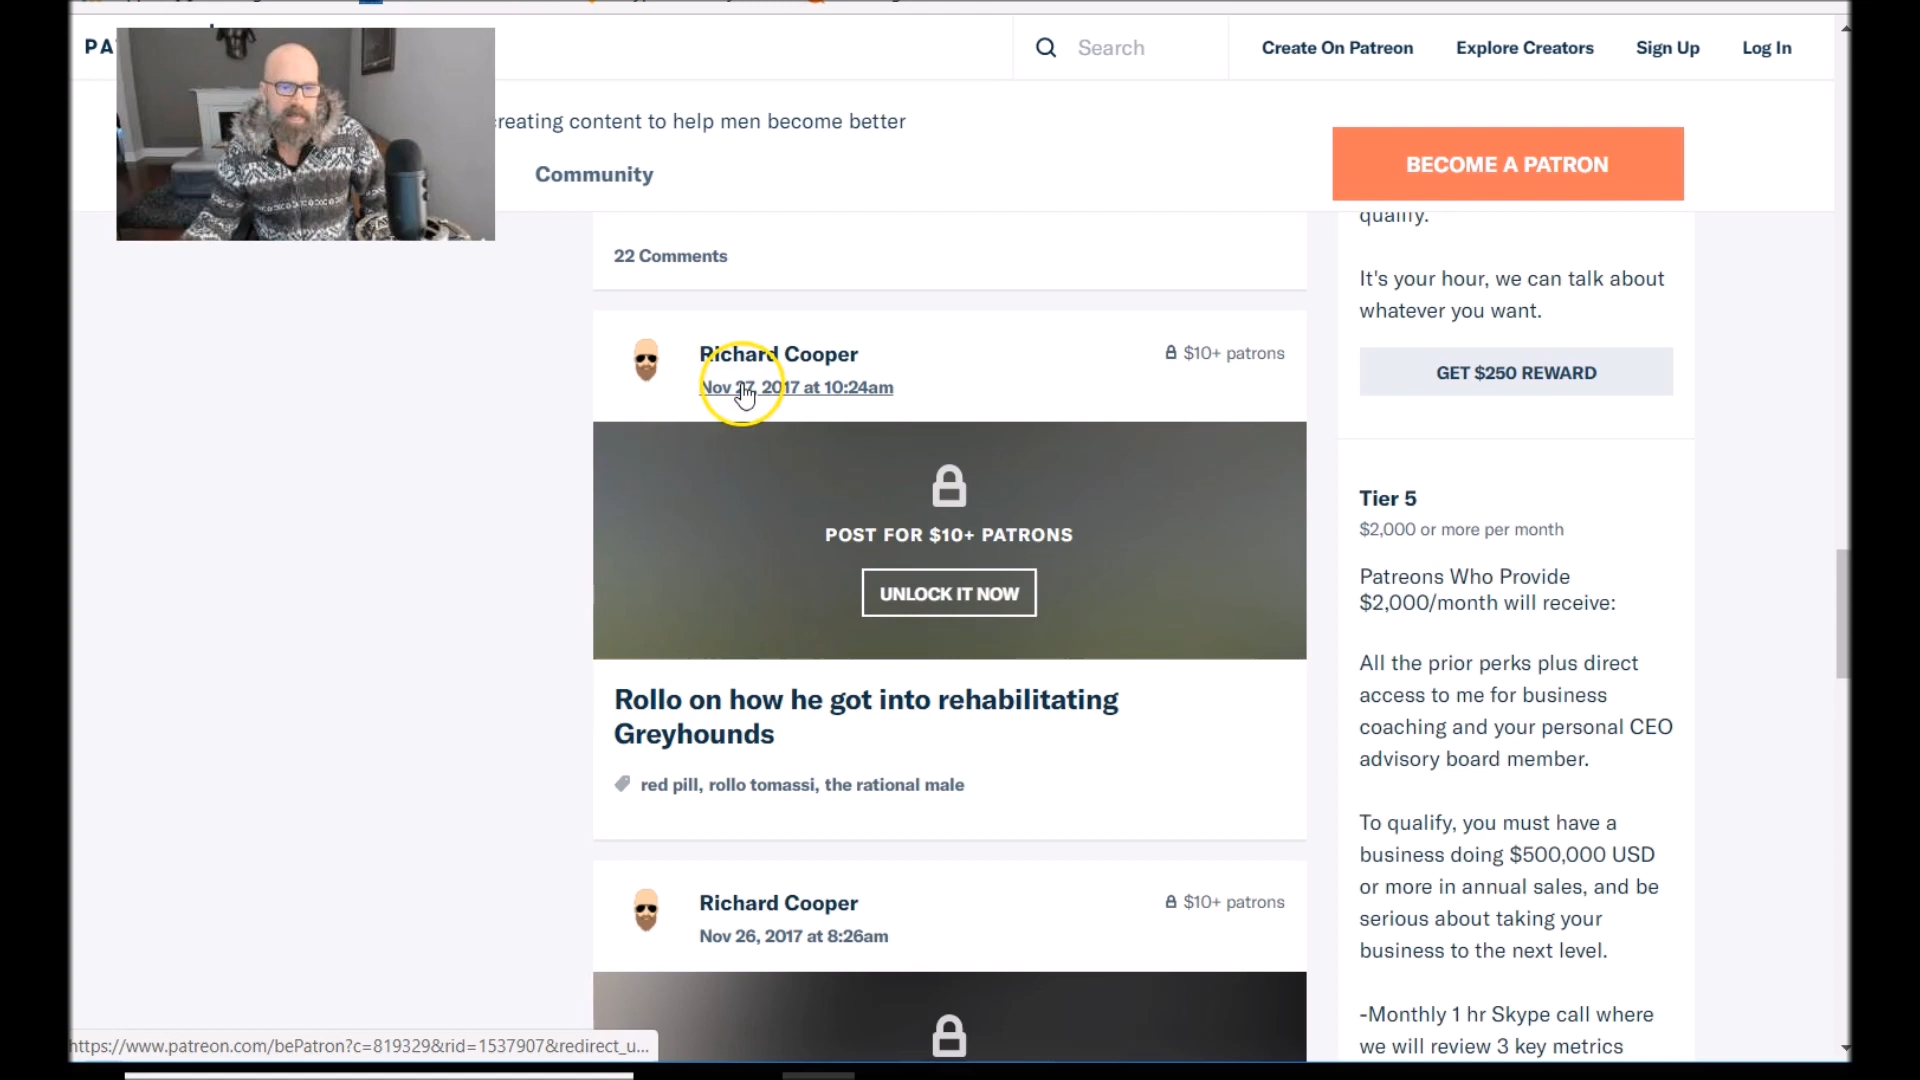 PA
Search
Create On Patreon
Explore Creators
Sign Up
Log In
creating content to help men become better
Community
BECOME A PATRON
22 Comments
Richard Cooper
Nov 27, 2017 at 10:24am
$10+ patrons
POST FOR $10+ PATRONS
UNLOCK IT NOW
Rollo on how he got into rehabilitating
Greyhounds
red pill, rollo tomassi, the rational male
Richard Cooper
Nov 26, 2017 at 8:26am
$10+ patrons
qualify.
It's your hour, we can talk about
whatever you want.
GET $250 REWARD
Tier 5
$2,000 or more per month
Patreons Who Provide
$2,000/month will receive:
All the prior perks plus direct
access to me for business
coaching and your personal CEO
advisory board member.
To qualify, you must have a
business doing $500,000 USD
or more in annual sales, and be
serious about taking your
business to the next level.
-Monthly 1 hr Skype call where
we will review 3 key metrics
https://www.patreon.com/bePatron?c=819329&rid=1537907&redirect_u...